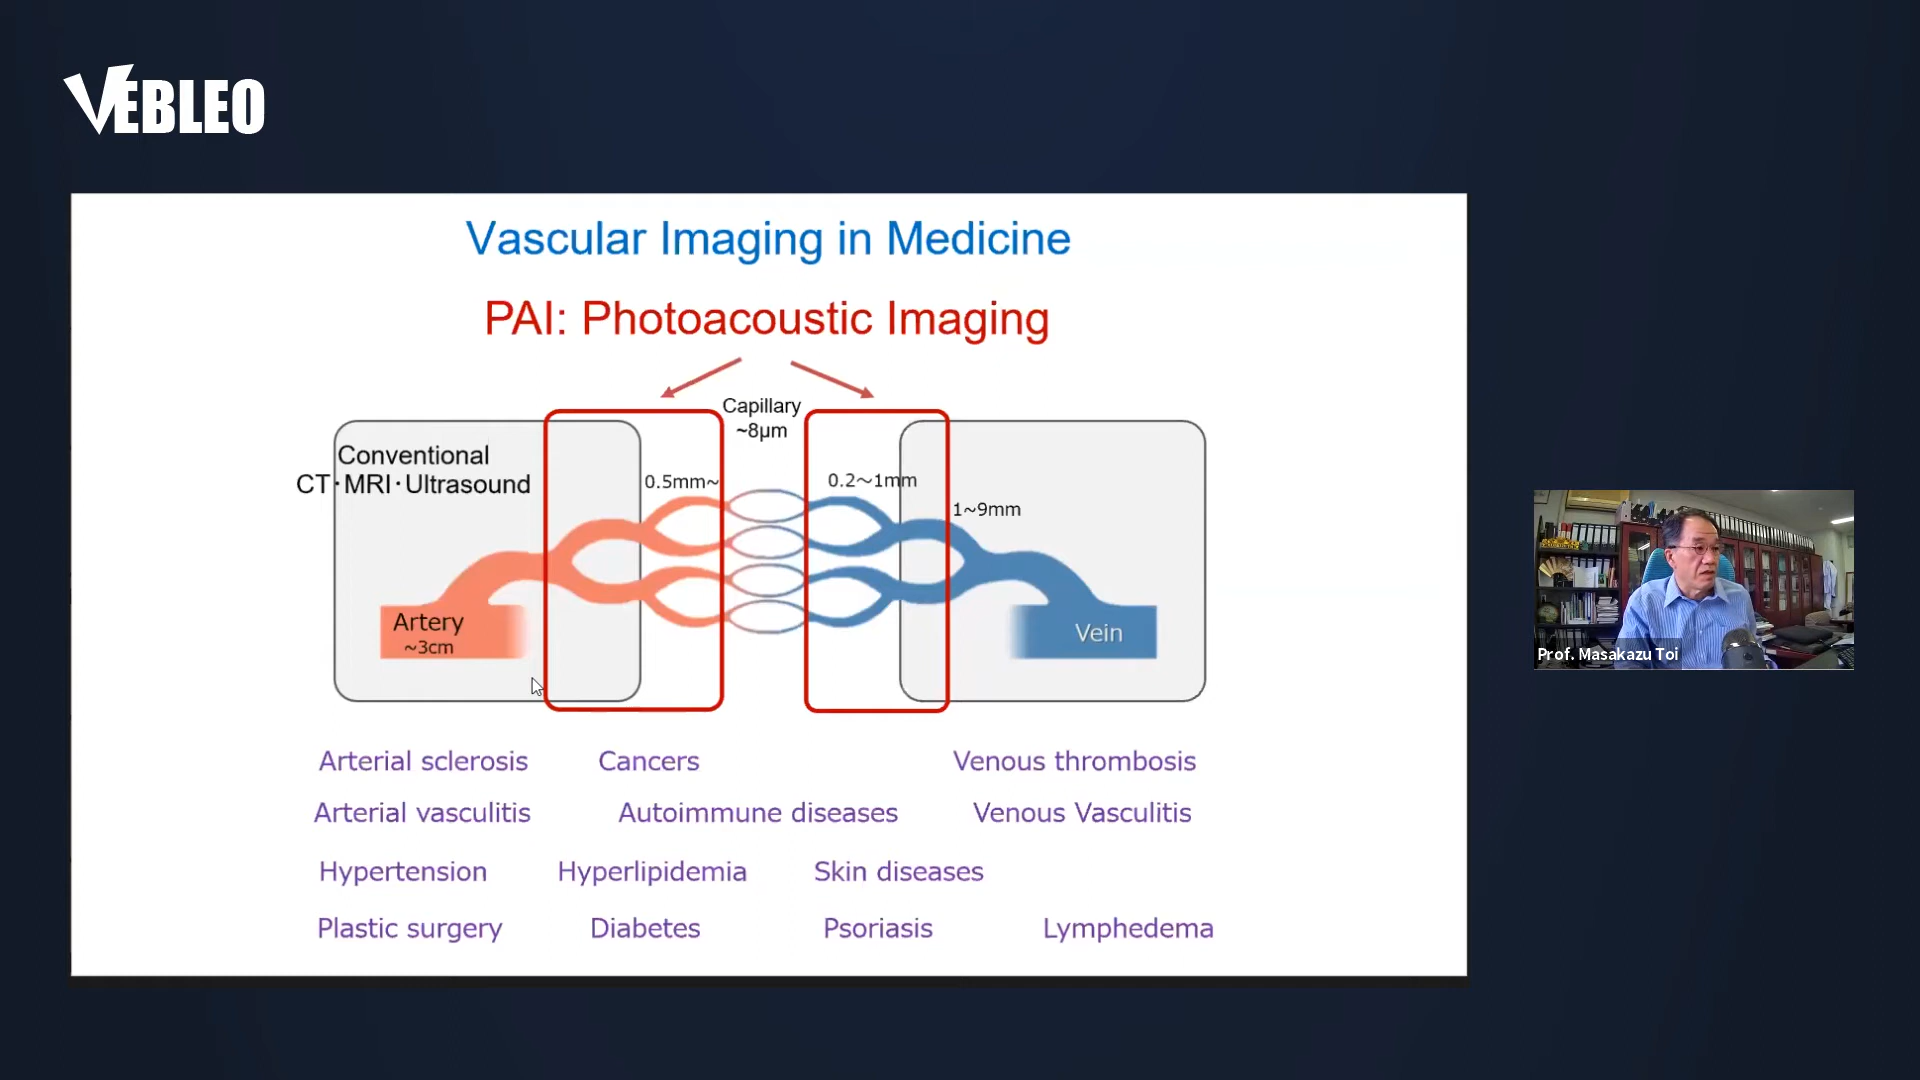 VEBLEO
Vascular Imaging in Medicine
PAI: Photoacoustic Imaging
Capillary
~8μm
Conventional
CT･MRI･Ultrasound
0.5mm~
0.2～1mm
1~9mm
Artery
~3cm
Vein
Prof. Masakazu Toi
Arterial sclerosis Cancers Venous thrombosis
Arterial vasculitis Autoimmune diseases Venous Vasculitis
Hypertension Hyperlipidemia Skin diseases
Plastic surgery Diabetes Psoriasis Lymphedema